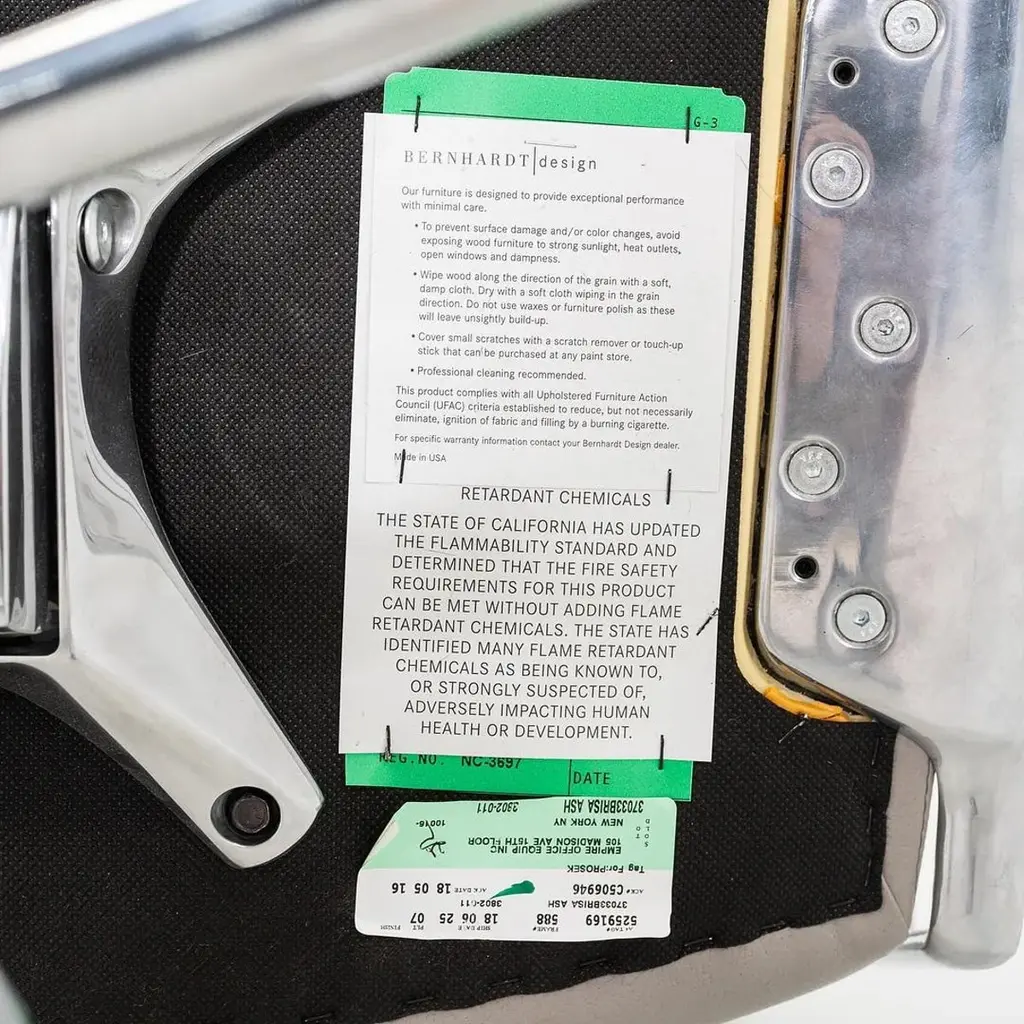 G-3
BERNHARDT design
Our furniture is designed to provide exceptional performance
with minimal care.
• To prevent surface damage and/or color changes, avoid
exposing wood furniture to strong sunlight, heat outlets,
open windows and dampness.
• Wipe wood along the direction of the grain with a soft,
damp cloth. Dry with a soft cloth wiping in the grain
direction. Do not use waxes or furniture polish as these
will leave unsightly build-up.
• Cover small scratches with a scratch remover or touch-up
stick that can be purchased at any paint store.
• Professional cleaning recommended.
This product complies with all Upholstered Furniture Action
Council (UFAC) criteria established to reduce, but not necessarily
eliminate, ignition of fabric and filling by a burning cigarette.
For specific warranty information contact your Bernhardt Design dealer.
Made in USA
RETARDANT CHEMICALS
THE STATE OF CALIFORNIA HAS UPDATED
THE FLAMMABILITY STANDARD AND
DETERMINED THAT THE FIRE SAFETY
REQUIREMENTS FOR THIS PRODUCT
CAN BE MET WITHOUT ADDING FLAME
RETARDANT CHEMICALS. THE STATE HAS
IDENTIFIED MANY FLAME RETARDANT
CHEMICALS AS BEING KNOWN TO,
OR STRONGLY SUSPECTED OF,
ADVERSELY IMPACTING HUMAN
HEALTH OR DEVELOPMENT.
REG.NO. NC-3697 DATE
5259169 588 18 06 25 07
37033BRISA ASH 3802-011
ACK# C506946 ACK DATE 18 05 16
Tag For:PROSEK
EMPIRE OFFICE EQUIP INC
105 MADISON AVE 15TH FLOOR
NEW YORK NY 10016-
37033BRISA ASH 3802-011